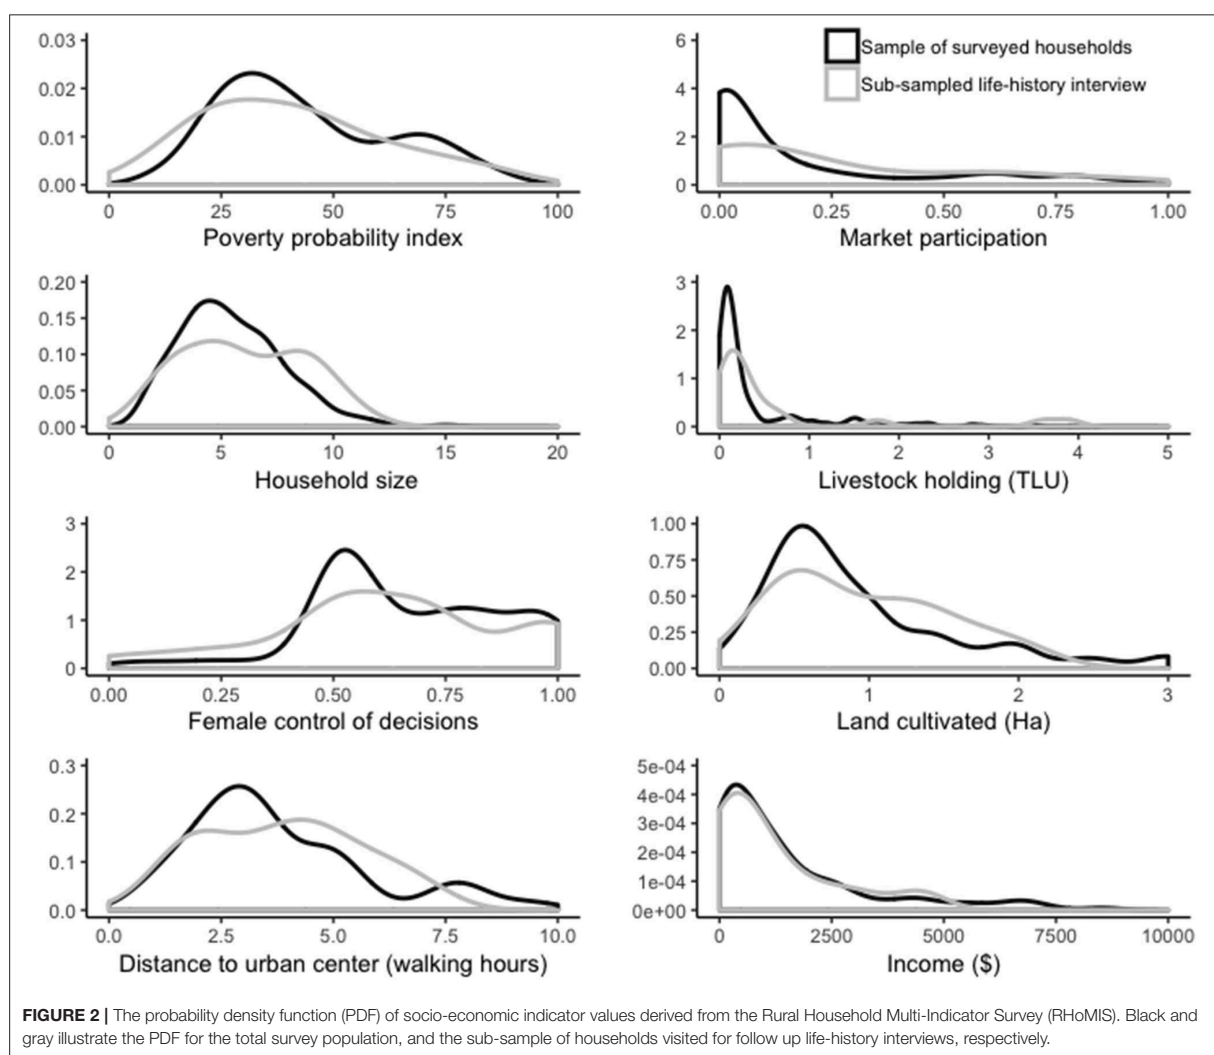 0.03
0.02
0.01
0.00
0 25 50 75 100
Poverty probability index
6
4
2
0
0.00 0.25 0.50 0.75 1.00
Market participation
Sample of surveyed households
Sub-sampled life-history interview
0.20
0.15
0.10
0.05
0.00
0 5 10 15 20
Household size
3
2
1
0
0 1 2 3 4 5
Livestock holding (TLU)
3
2
1
0
0.00 0.25 0.50 0.75 1.00
Female control of decisions
1.00
0.75
0.50
0.25
0.00
0 1 2 3
Land cultivated (Ha)
0.3
0.2
0.1
0.0
0.0 2.5 5.0 7.5 10.0
Distance to urban center (walking hours)
5e-04
4e-04
3e-04
2e-04
1e-04
0e+00
0 2500 5000 7500 10000
Income ($)
FIGURE 2 | The probability density function (PDF) of socio-economic indicator values derived from the Rural Household Multi-Indicator Survey (RHoMIS). Black and
gray illustrate the PDF for the total survey population, and the sub-sample of households visited for follow up life-history interviews, respectively.